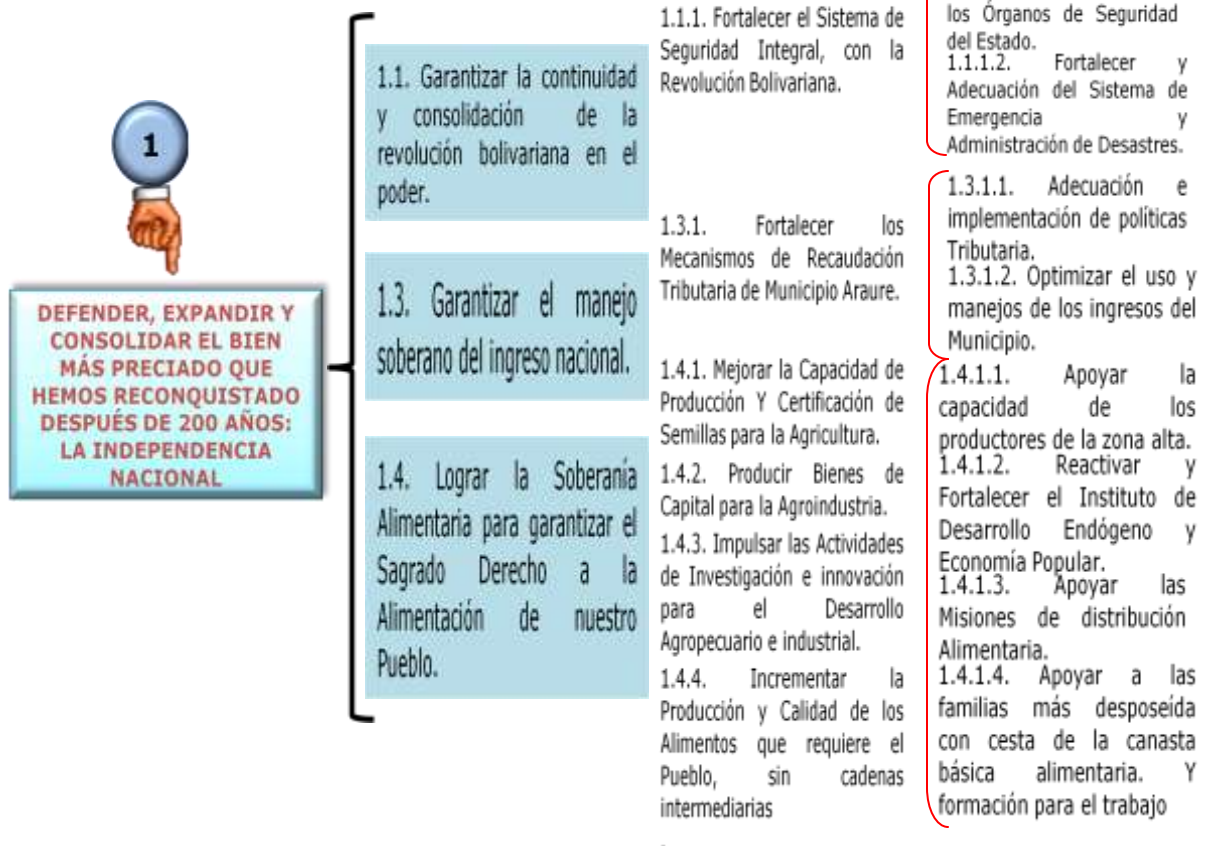 1
DEFENDER, EXPANDIR Y
CONSOLIDAR EL BIEN
MÁS PRECIADO QUE
HEMOS RECONQUISTADO
DESPUÉS DE 200 AÑOS:
LA INDEPENDENCIA
NACIONAL
1.1. Garantizar la continuidad
y consolidación de la
revolución bolivariana en el
poder.
1.3. Garantizar el manejo
soberano del ingreso nacional.
1.4. Lograr la Soberanía
Alimentaria para garantizar el
Sagrado Derecho a la
Alimentación de nuestro
Pueblo.
1.1.1. Fortalecer el Sistema de
Seguridad Integral, con la
Revolución Bolivariana.
1.3.1. Fortalecer los
Mecanismos de Recaudación
Tributaria de Municipio Araure.
1.4.1. Mejorar la Capacidad de
Producción Y Certificación de
Semillas para la Agricultura.
1.4.2. Producir Bienes de
Capital para la Agroindustria.
1.4.3. Impulsar las Actividades
de Investigación e innovación
para el Desarrollo
Agropecuario e industrial.
1.4.4. Incrementar la
Producción y Calidad de los
Alimentos que requiere el
Pueblo, sin cadenas
intermediarias
los Órganos de Seguridad
del Estado.
1.1.1.2. Fortalecer y
Adecuación del Sistema de
Emergencia y
Administración de Desastres.
1.3.1.1. Adecuación e
implementación de políticas
Tributaria.
1.3.1.2. Optimizar el uso y
manejos de los ingresos del
Municipio.
1.4.1.1. Apoyar la
capacidad de los
productores de la zona alta.
1.4.1.2. Reactivar y
Fortalecer el Instituto de
Desarrollo Endógeno y
Economía Popular.
1.4.1.3. Apoyar las
Misiones de distribución
Alimentaria.
1.4.1.4. Apoyar a las
familias más desposeída
con cesta de la canasta
básica alimentaria. Y
formación para el trabajo